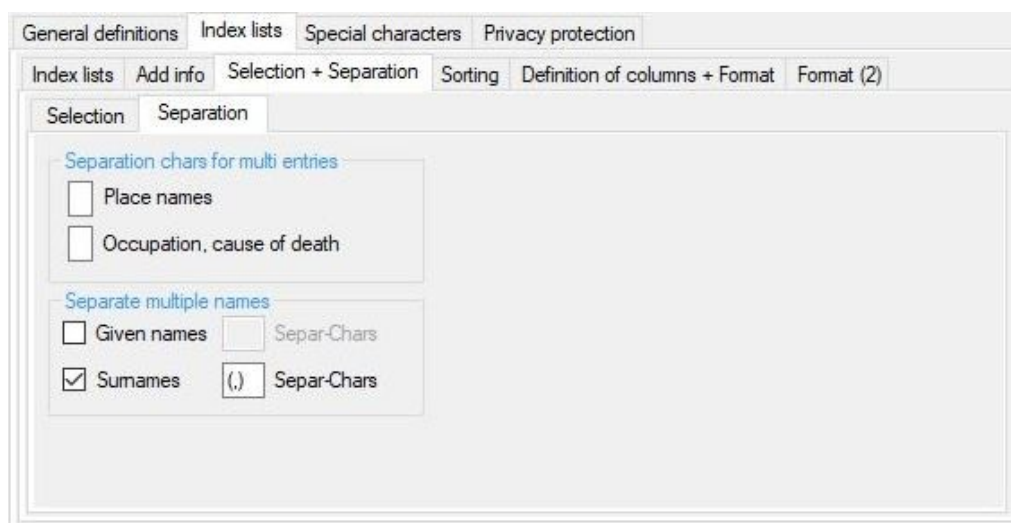 General definitions Index lists Special characters Privacy protection
Index lists Add info Selection + Separation Sorting Definition of columns + Format Format (2)
Selection Separation
Separation chars for multi entries
Place names
Occupation, cause of death
Separate multiple names
Given names Separ-Chars
Surnames (.) Separ-Chars